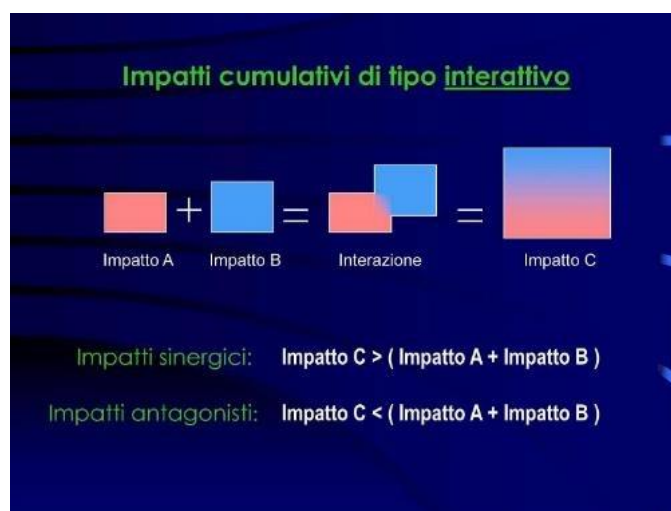 Impatti cumulativi di tipo interattivo
+ = =
Impatto A Impatto B Interazione Impatto C
Impatti sinergici: Impatto C > ( Impatto A + Impatto B )
Impatti antagonisti: Impatto C < ( Impatto A + Impatto B )